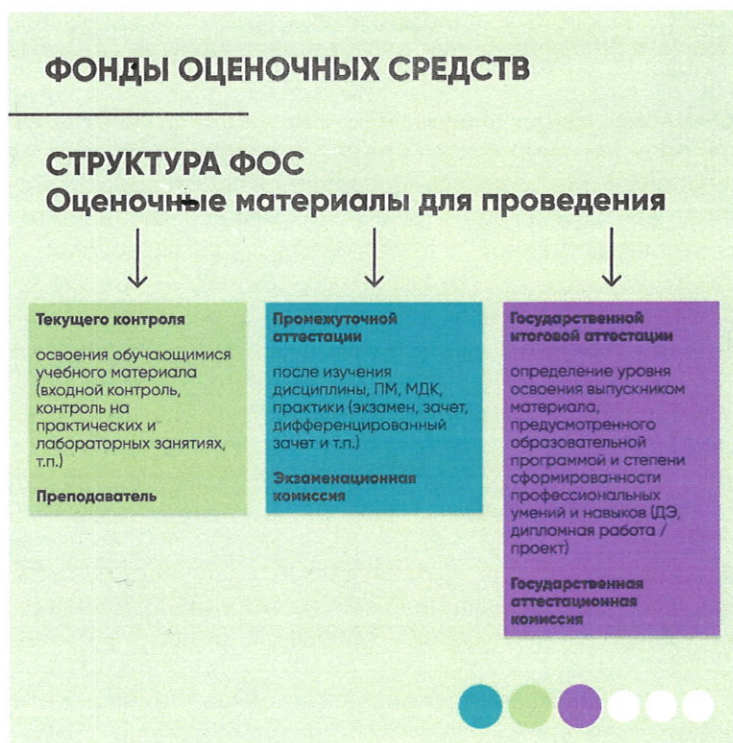 ФОНДЫ ОЦЕНОЧНЫХ СРЕДСТВ
СТРУКТУРА ФОС
Оценочные материалы для проведения
Текущего контроля
освоения обучающимися
учебного материала
(входной контроль,
контроль на
практических и
лабораторных занятиях,
т.п.)
Преподаватель
Промежуточной
аттестации
после изучения
дисциплины, ПМ, МДК,
практики (экзамен, зачет,
дифференцированный
зачет и т.п.)
Экзаменационная
комиссия
Государственной
итоговой аттестации
определение уровня
освоения выпускником
материала,
предусмотренного
образовательной
программой и степени
сформированности
профессиональных
умений и навыков (ДЭ,
дипломная работа /
проект)
Государственная
аттестационная
комиссия